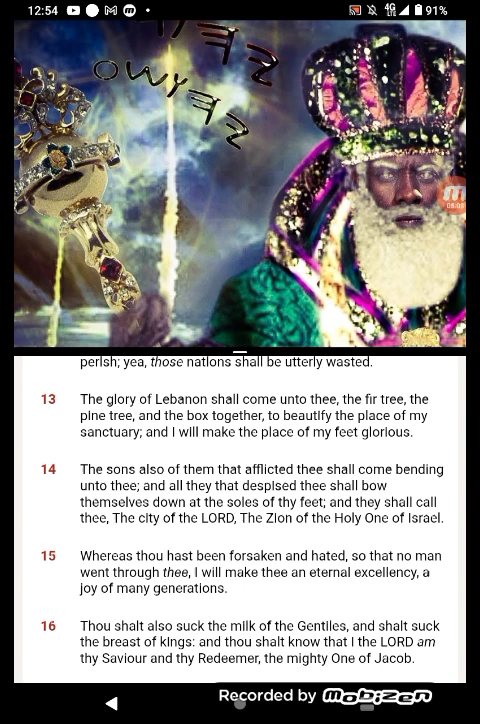 12:54 4G LTE 91%
𐤉𐤄𐤅𐤔𐤏
perish; yea, those nations shall be utterly wasted.
13 The glory of Lebanon shall come unto thee, the fir tree, the
pine tree, and the box together, to beautify the place of my
sanctuary; and I will make the place of my feet glorious.
14 The sons also of them that afflicted thee shall come bending
unto thee; and all they that despised thee shall bow
themselves down at the soles of thy feet; and they shall call
thee, The city of the LORD, The Zion of the Holy One of Israel.
15 Whereas thou hast been forsaken and hated, so that no man
went through thee, I will make thee an eternal excellency, a
joy of many generations.
16 Thou shalt also suck the milk of the Gentiles, and shalt suck
the breast of kings: and thou shalt know that I the LORD am
thy Saviour and thy Redeemer, the mighty One of Jacob.
Recorded by Mobizen